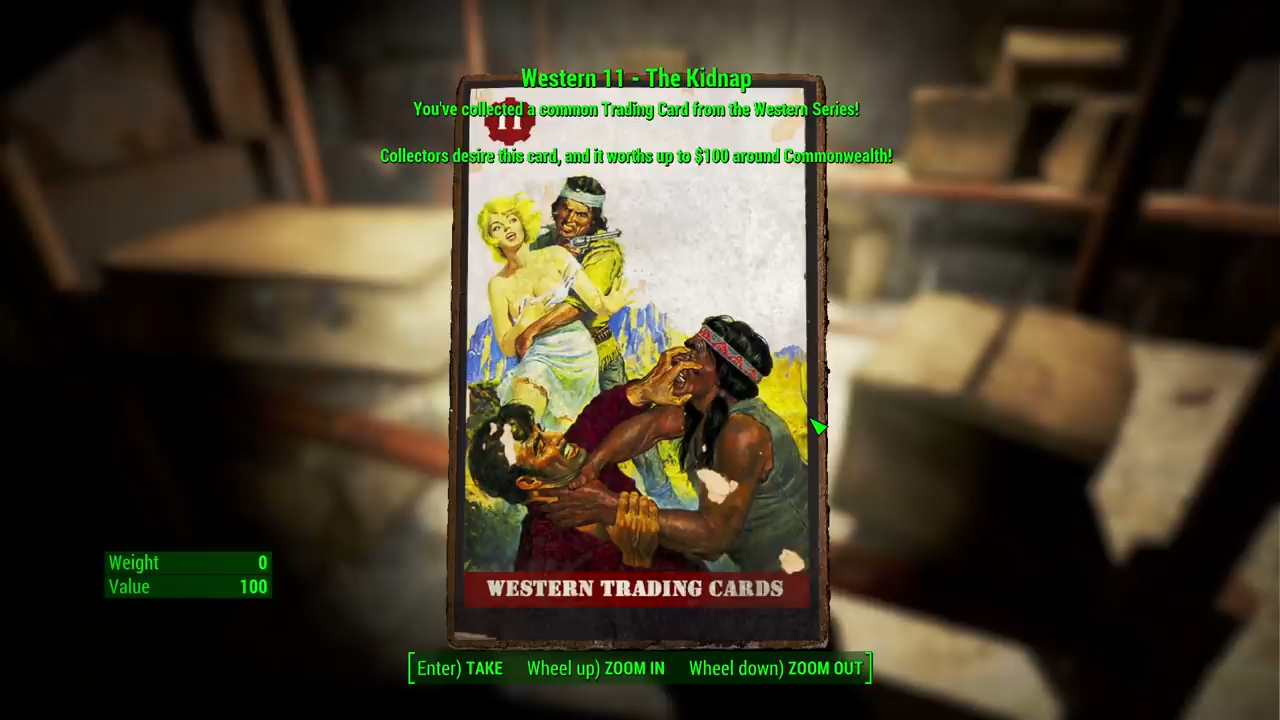 Western 11 - The Kidnap
You've collected a common Trading Card from the Western Series!
11
Collectors desire this card, and it worths up to $100 around Commonwealth!
Weight 0
Value 100
WESTERN TRADING CARDS
Enter) TAKE Wheel up) ZOOM IN Wheel down) ZOOM OUT